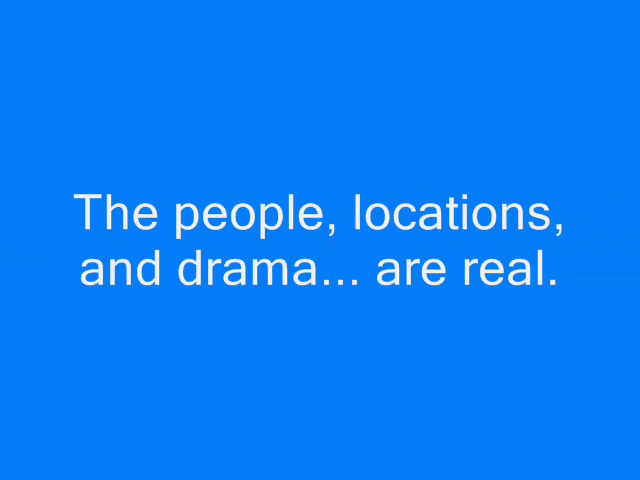 The people, locations,
and drama... are real.